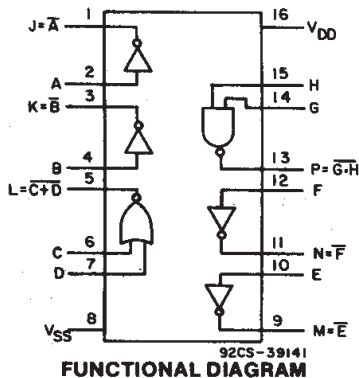 J=A̅ 1
A 2
K=B̅ 3
B 4
L=C̅+̅D̅ 5
C 6
D 7
VSS 8
16 VDD
15 H
14 G
13 P=G̅·̅H̅
12 F
11 N=F̅
10 E
9 M=E̅
92CS-39141
FUNCTIONAL DIAGRAM